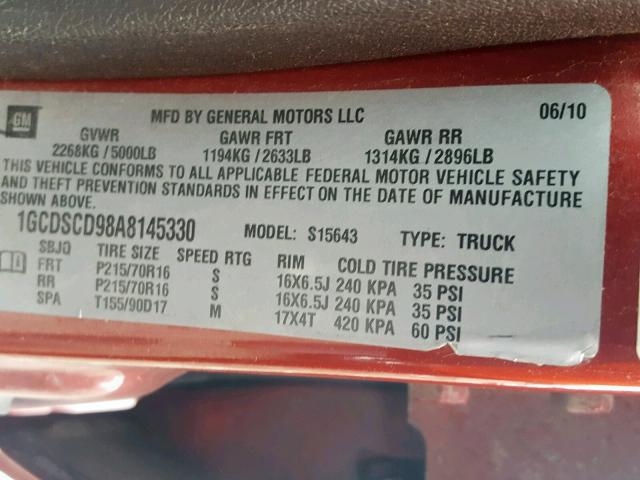 GM
MFD BY GENERAL MOTORS LLC 06/10
GVWR GAWR FRT GAWR RR
2268KG / 5000LB 1194KG / 2633LB 1314KG / 2896LB
THIS VEHICLE CONFORMS TO ALL APPLICABLE FEDERAL MOTOR VEHICLE SAFETY
AND THEFT PREVENTION STANDARDS IN EFFECT ON THE DATE OF MANUFACTURE
SHOWN ABOVE.
1GCDSCD98A8145330 MODEL: S15643 TYPE: TRUCK
SBJQ TIRE SIZE SPEED RTG RIM COLD TIRE PRESSURE
FRT P215/70R16 S 16X6.5J 240 KPA 35 PSI
RR P215/70R16 S 16X6.5J 240 KPA 35 PSI
SPA T155/90D17 M 17X4T 420 KPA 60 PSI